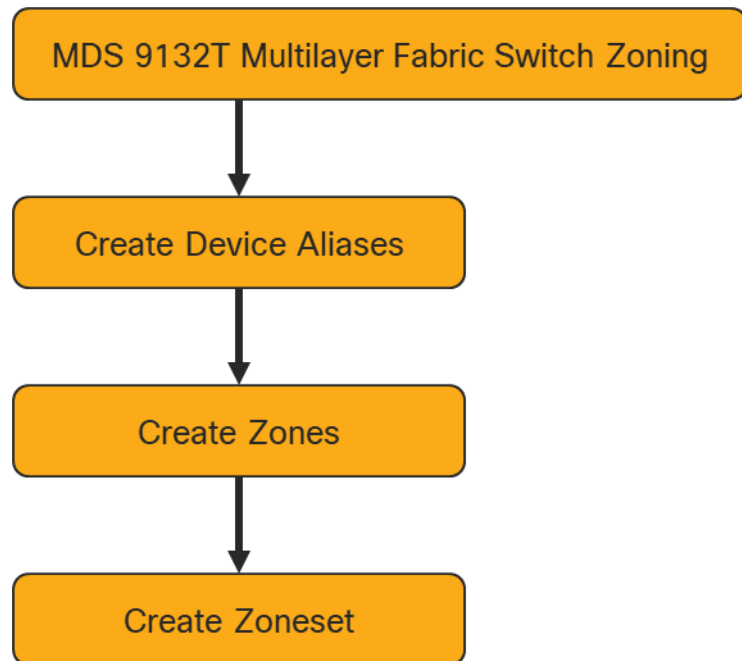 MDS 9132T Multilayer Fabric Switch Zoning
Create Device Aliases
Create Zones
Create Zoneset